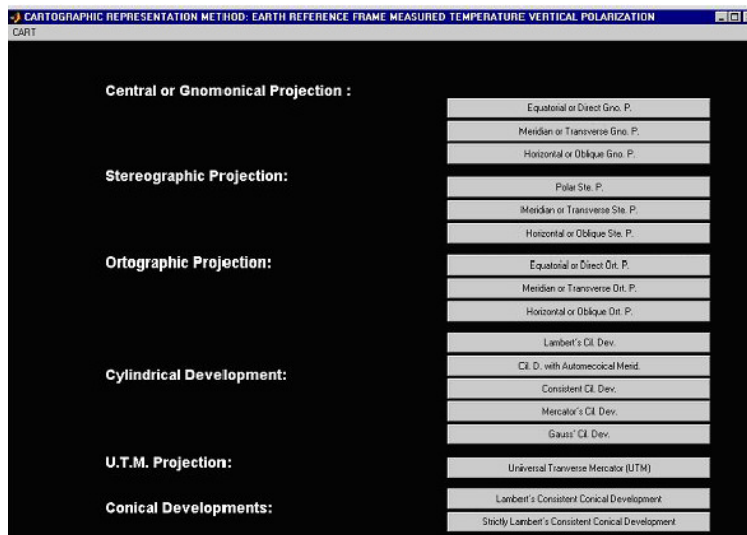 CARTOGRAPHIC REPRESENTATION METHOD: EARTH REFERENCE FRAME MEASURED TEMPERATURE VERTICAL POLARIZATION
CART
Central or Gnomonical Projection :
Equatorial or Direct Gno. P.
Meridian or Transverse Gno. P.
Horizontal or Oblique Gno. P.
Stereographic Projection:
Polar Ste. P.
Meridian or Transverse Ste. P.
Horizontal or Oblique Ste. P.
Ortographic Projection:
Equatorial or Direct Ort. P.
Meridian or Transverse Ort. P.
Horizontal or Oblique Ort. P.
Cylindrical Development:
Lambert's Cil. Dev.
Cil. D. with Automecoical Merid.
Consistent Cil. Dev.
Mercator's Cil. Dev.
Gauss' Cil. Dev.
U.T.M. Projection:
Universal Tranverse Mercator (UTM)
Conical Developments:
Lambert's Consistent Conical Development
Strictly Lambert's Consistent Conical Development